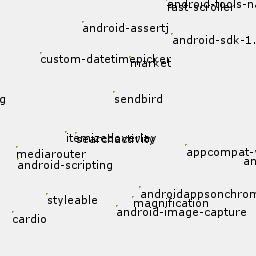 android-tools-na
fast-scroller
android-assertj
android-sdk-1.
custom-datetimepicker
market
sendbird
g
itemizedoverlay
searchactivity
appcompat-v
mediarouter
an
android-scripting
androidappsonchrom
styleable
magnification
android-image-capture
cardio